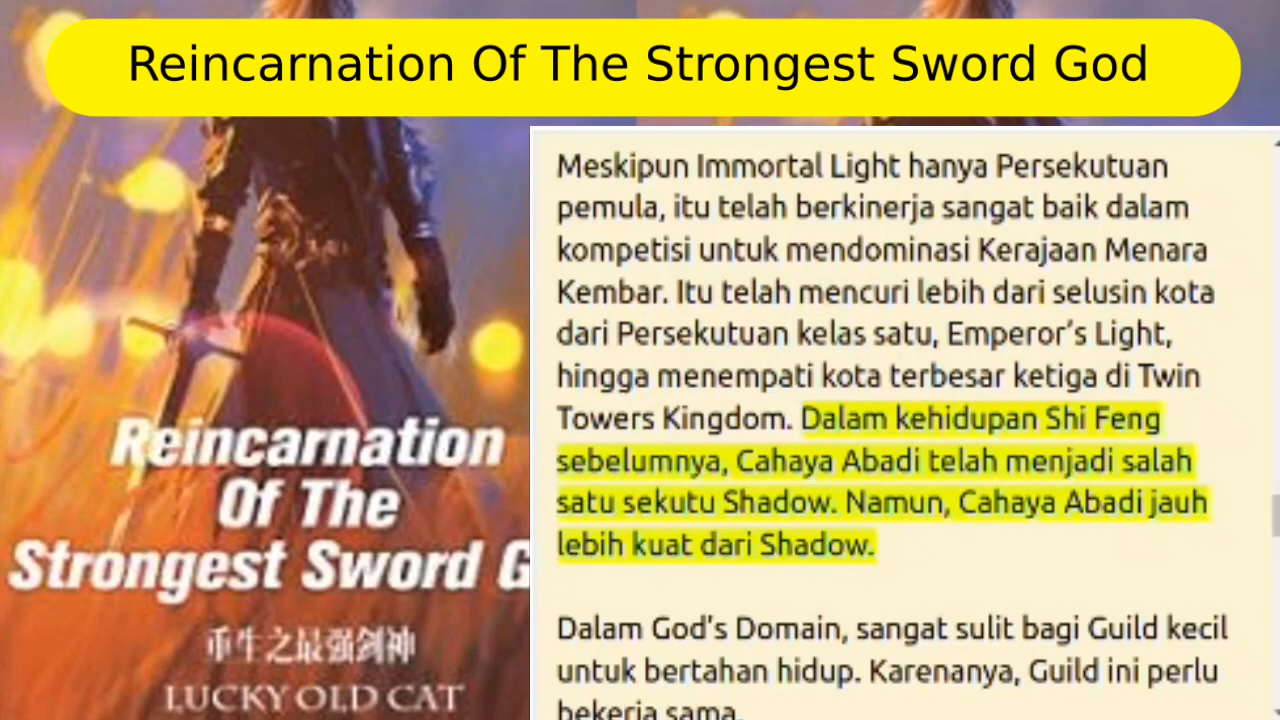 Reincarnation Of The Strongest Sword God
Reincarnation
Of The
Strongest Sword G
重生之最强剑神
LUCKY OLD CAT
Meskipun Immortal Light hanya Persekutuan
pemula, itu telah berkinerja sangat baik dalam
kompetisi untuk mendominasi Kerajaan Menara
Kembar. Itu telah mencuri lebih dari selusin kota
dari Persekutuan kelas satu, Emperor’s Light,
hingga menempati kota terbesar ketiga di Twin
Towers Kingdom. Dalam kehidupan Shi Feng
sebelumnya, Cahaya Abadi telah menjadi salah
satu sekutu Shadow. Namun, Cahaya Abadi jauh
lebih kuat dari Shadow.
Dalam God’s Domain, sangat sulit bagi Guild kecil
untuk bertahan hidup. Karenanya, Guild ini perlu
bekerja sama.